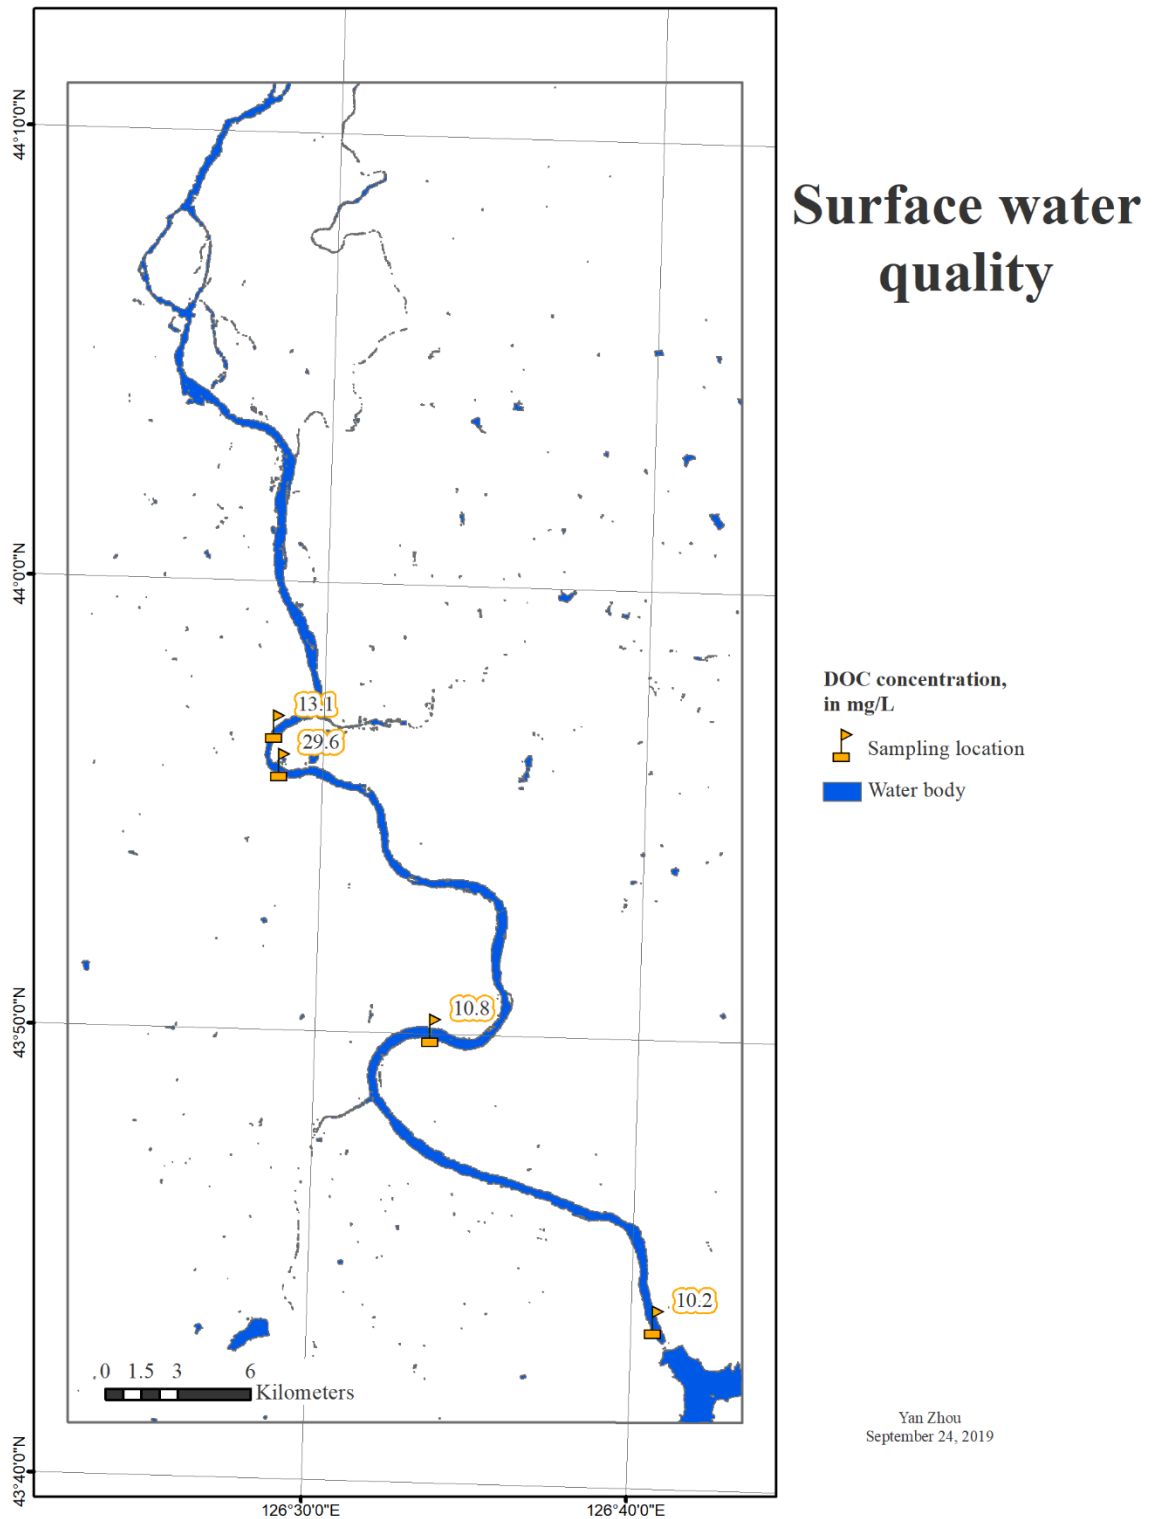 Surface water
quality
44°10'0"N
44°0'0"N
43°50'0"N
43°40'0"N
126°30'0"E
126°40'0"E
13.1
29.6
10.8
10.2
0 1.5 3 6
Kilometers
DOC concentration,
in mg/L
Sampling location
Water body
Yan Zhou
September 24, 2019